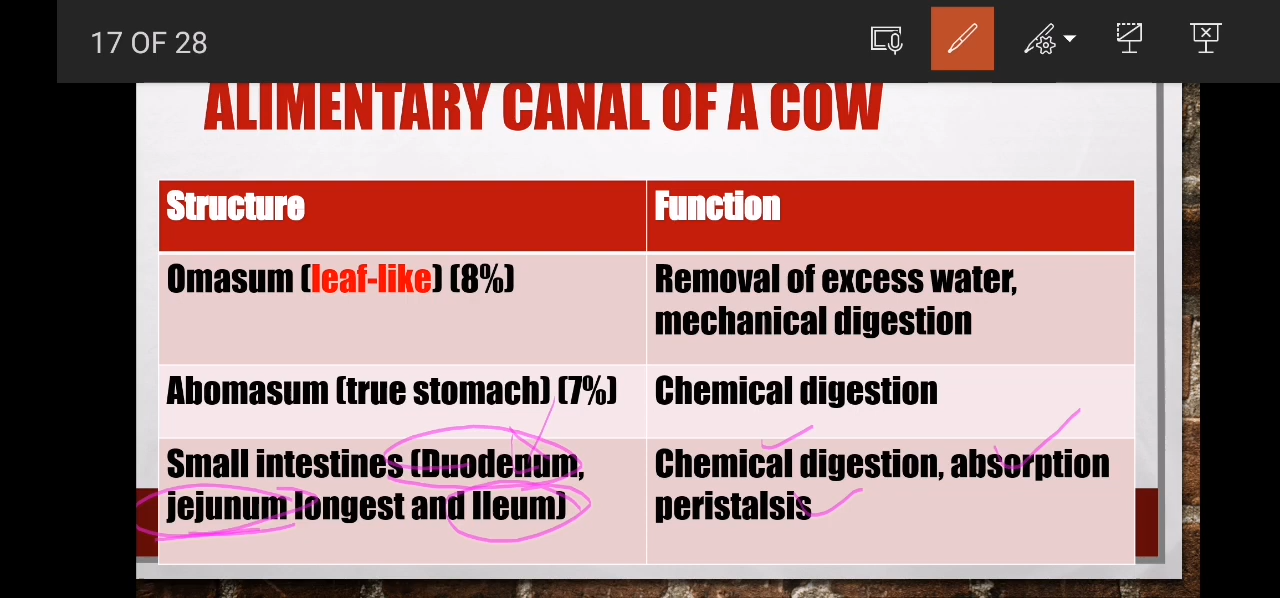 17 OF 28
ALIMENTARY CANAL OF A COW
Structure
Function
Omasum (leaf-like) (8%)
Removal of excess water,
mechanical digestion
Abomasum (true stomach) (7%)
Chemical digestion
Small intestines (Duodenum,
jejunum longest and Ileum)
Chemical digestion, absorption
peristalsis